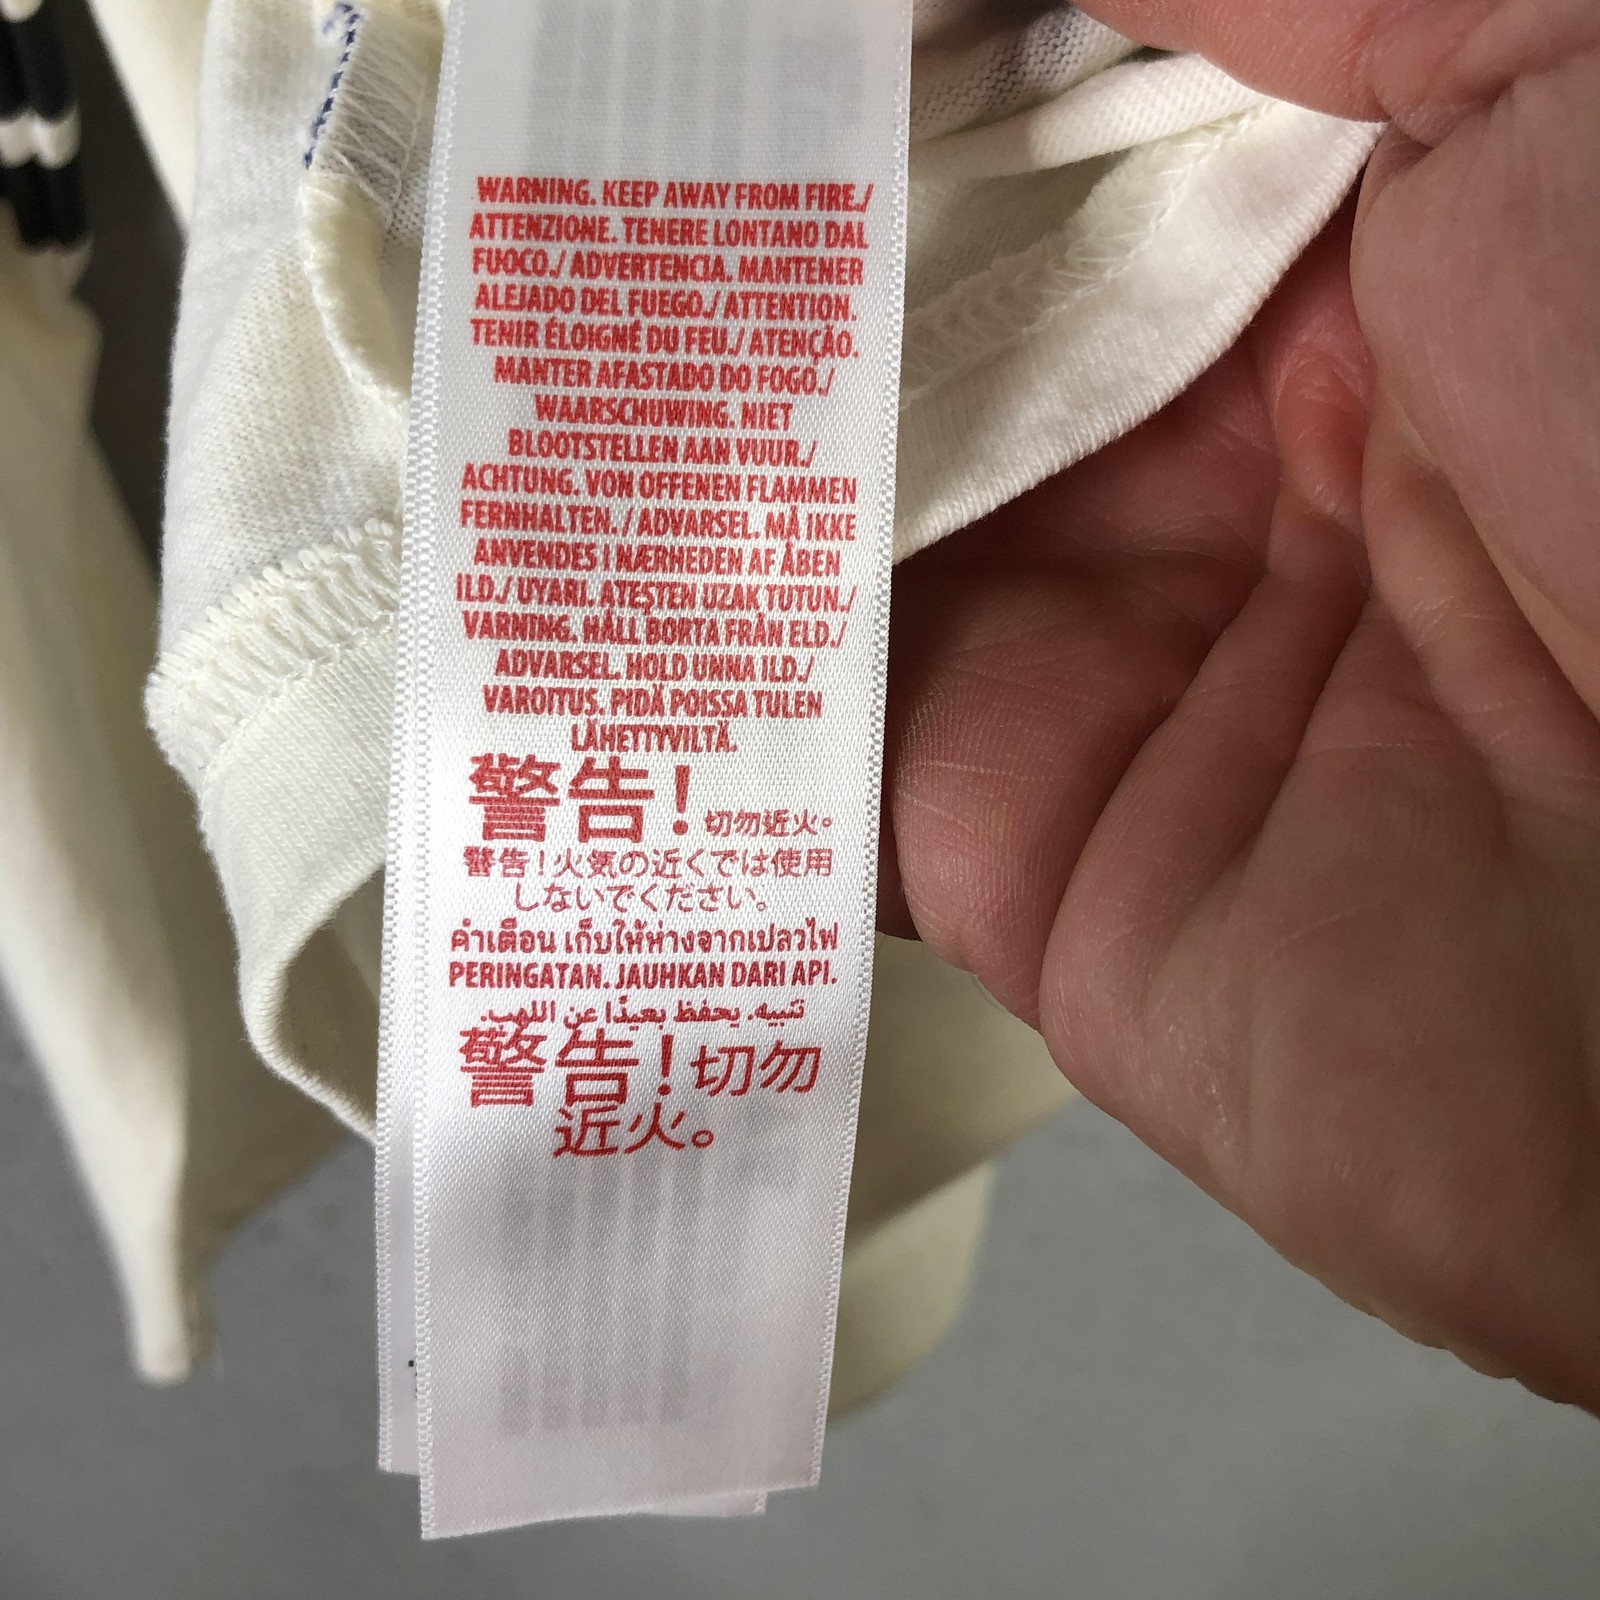 WARNING. KEEP AWAY FROM FIRE./
ATTENZIONE. TENERE LONTANO DAL
FUOCO./ ADVERTENCIA. MANTENER
ALEJADO DEL FUEGO./ ATTENTION.
TENIR ÉLOIGNÉ DU FEU./ ATENÇÃO.
MANTER AFASTADO DO FOGO./
WAARSCHUWING. NIET
BLOOTSTELLEN AAN VUUR./
ACHTUNG. VON OFFENEN FLAMMEN
FERNHALTEN. / ADVARSEL. MÅ IKKE
ANVENDES I NÆRHEDEN AF ÅBEN
ILD./ UYARI. ATEŞTEN UZAK TUTUN./
VARNING. HÅLL BORTA FRÅN ELD./
ADVARSEL. HOLD UNNA ILD./
VAROITUS. PIDÄ POISSA TULEN
LÄHETTYVILTÄ.
警告！切勿近火。
警告！火気の近くでは使用
しないでください。
คำเตือน เก็บให้ห่างจากเปลวไฟ
PERINGATAN. JAUHKAN DARI API.
تنبيه. يحفظ بعيدًا عن اللهب.
警告！切勿
近火。